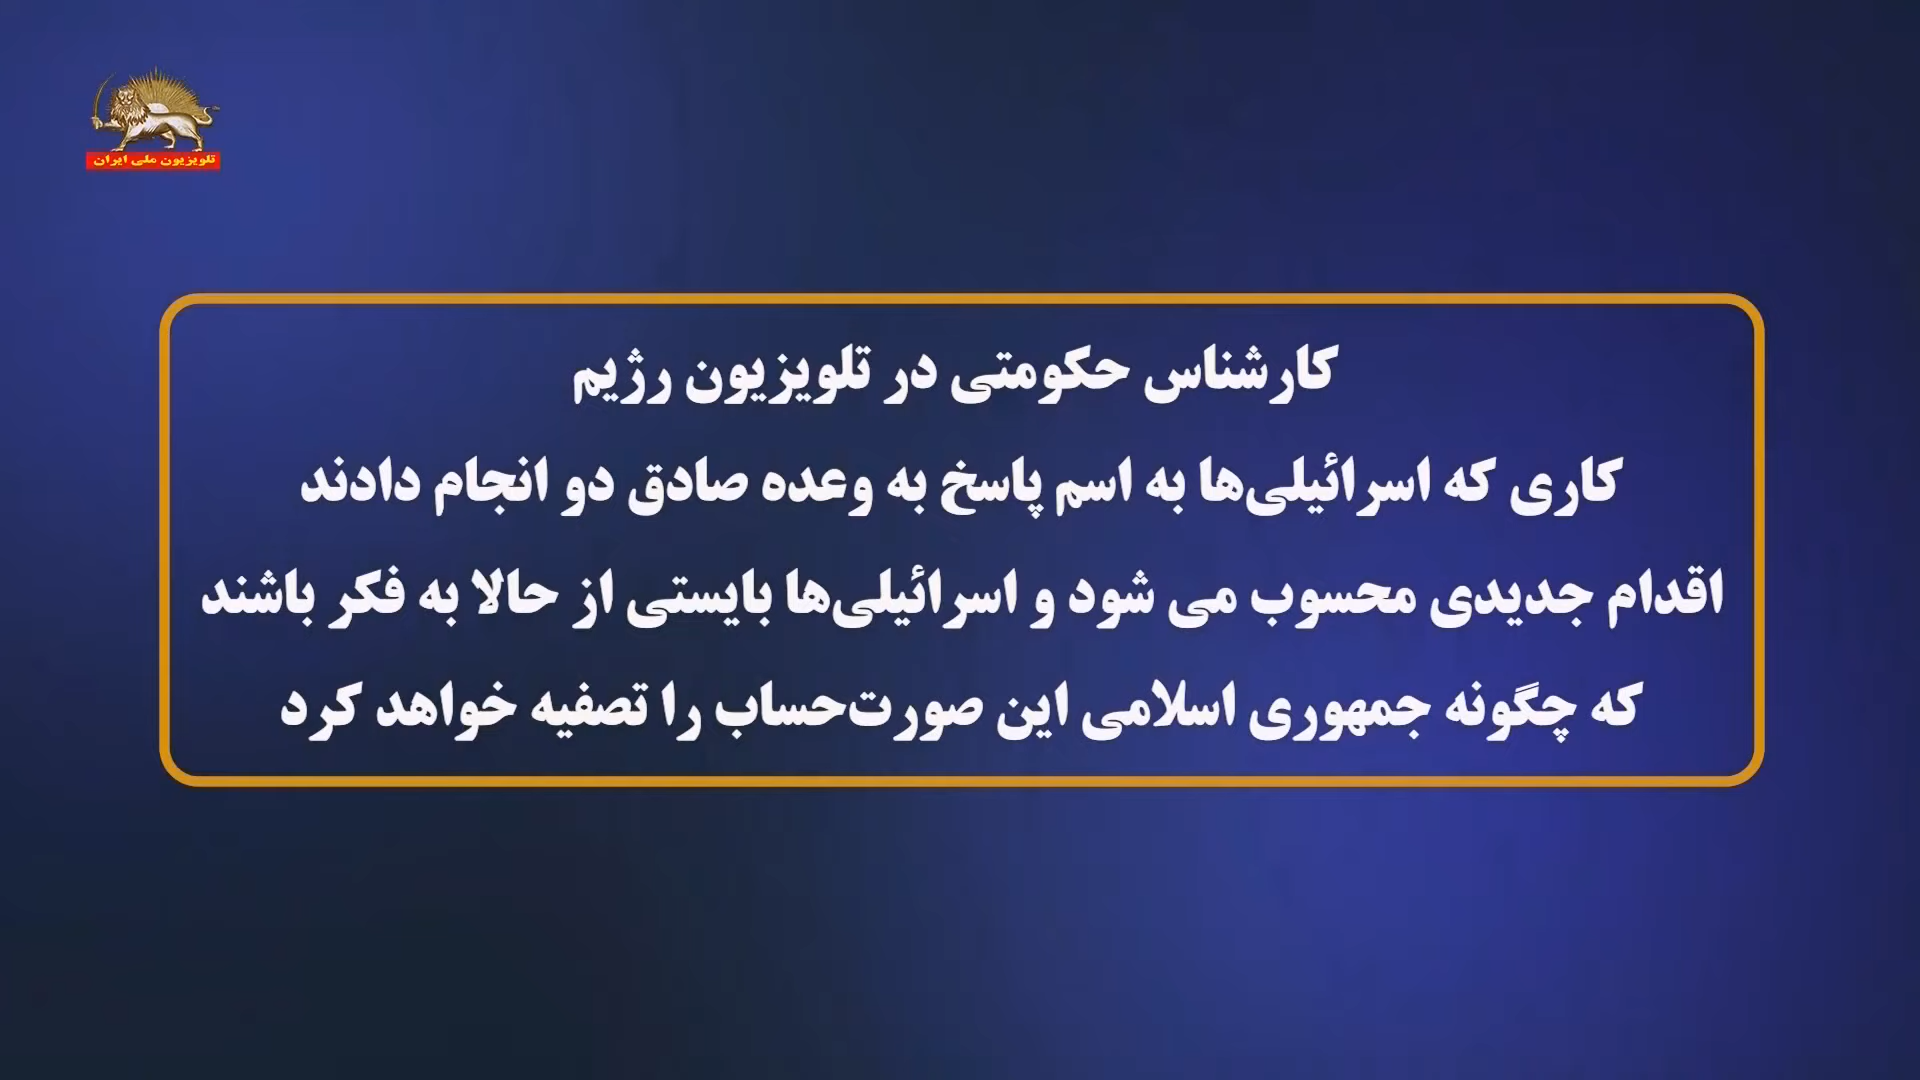 تلویزیون ملی ایران
کارشناس حکومتی در تلویزیون رژیم
کاری که اسرائیلی‌ها به اسم پاسخ به وعده صادق دو انجام دادند
اقدام جدیدی محسوب می شود و اسرائیلی‌ها بایستی از حالا به فکر باشند
که چگونه جمهوری اسلامی این صورت‌حساب را تصفیه خواهد کرد